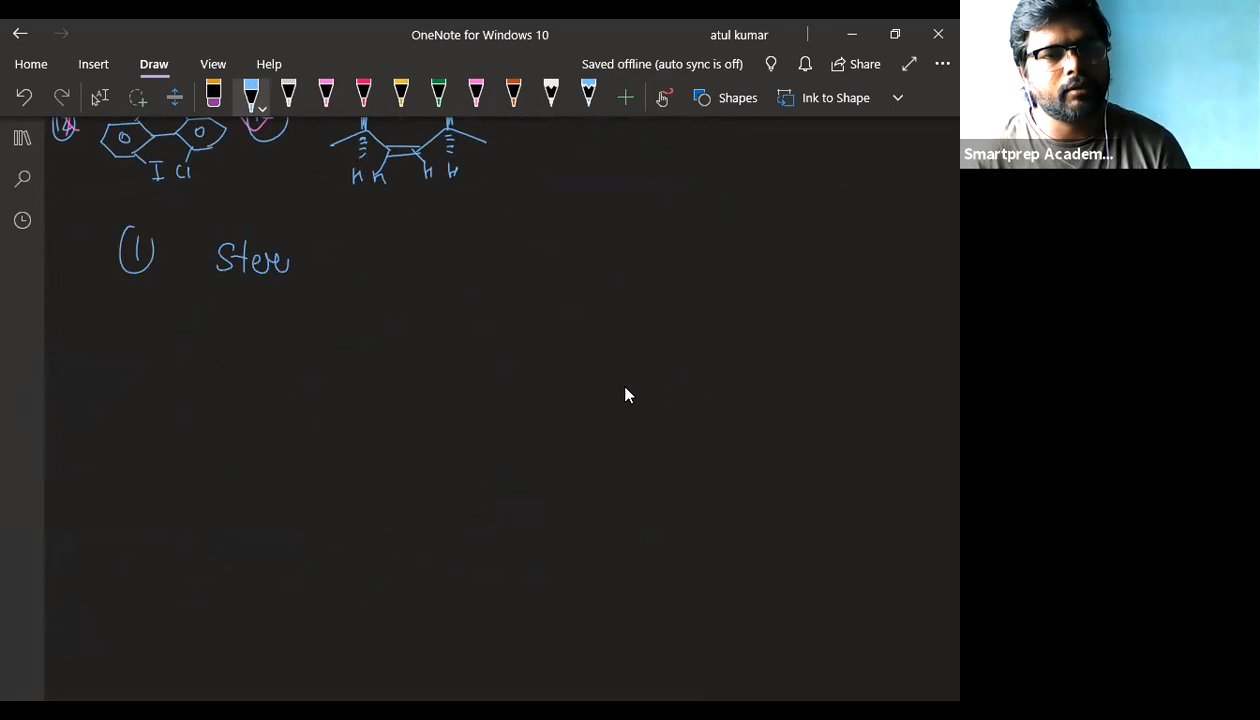 OneNote for Windows 10
atul kumar
Home Insert Draw View Help
Saved offline (auto sync is off)
Share
Shapes
Ink to Shape
Smartprep Academ...
I Cl
H H H H
1 Stere